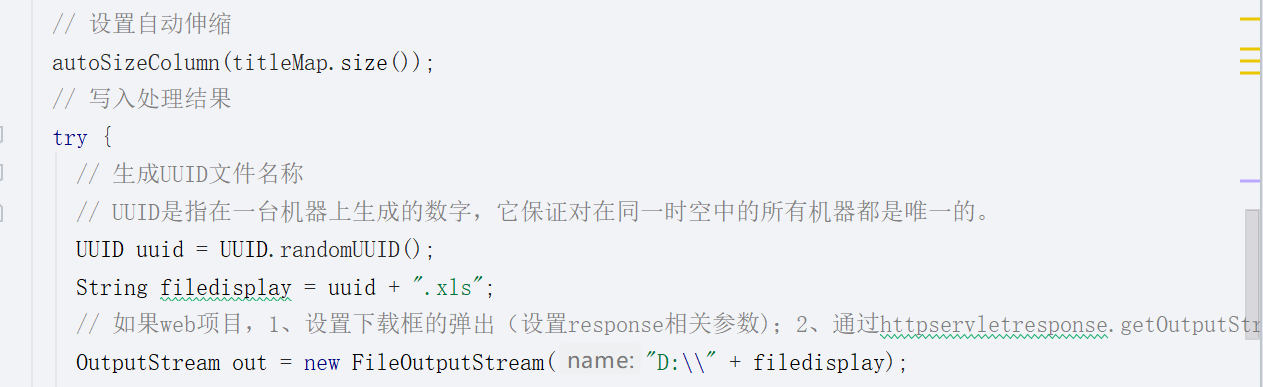 // 设置自动伸缩
autoSizeColumn(titleMap.size());
// 写入处理结果
try {
// 生成UUID文件名称
// UUID是指在一台机器上生成的数字，它保证对在同一时空中的所有机器都是唯一的。
UUID uuid = UUID.randomUUID();
String filedisplay = uuid + ".xls";
// 如果web项目，1、设置下载框的弹出（设置response相关参数)；2、通过httpservletresponse.getOutputStr
OutputStream out = new FileOutputStream( name: "D:\\" + filedisplay);